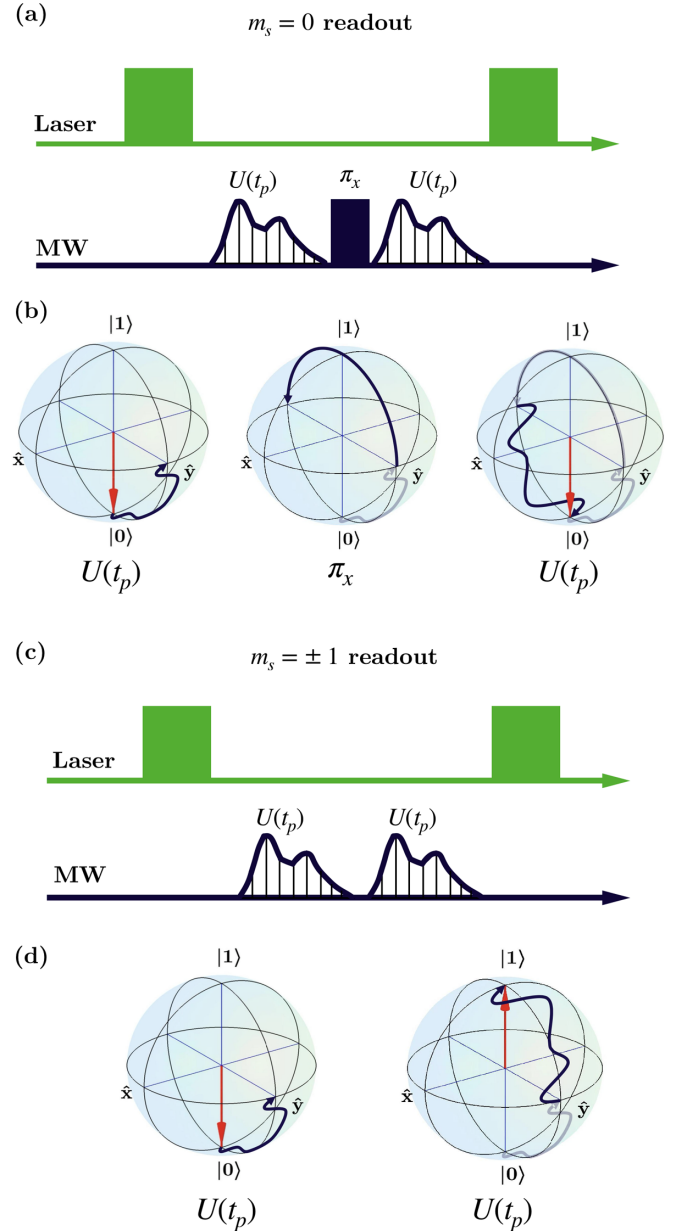 (a)
m_s = 0 readout
Laser
U(t_p) π_x U(t_p)
MW
(b)
|1⟩ |1⟩ |1⟩
x̂ ŷ x̂ ŷ x̂ ŷ
|0⟩ |0⟩ |0⟩
U(t_p) π_x U(t_p)
(c)
m_s = ± 1 readout
Laser
U(t_p) U(t_p)
MW
(d)
|1⟩ |1⟩
x̂ ŷ x̂ ŷ
|0⟩ |0⟩
U(t_p) U(t_p)